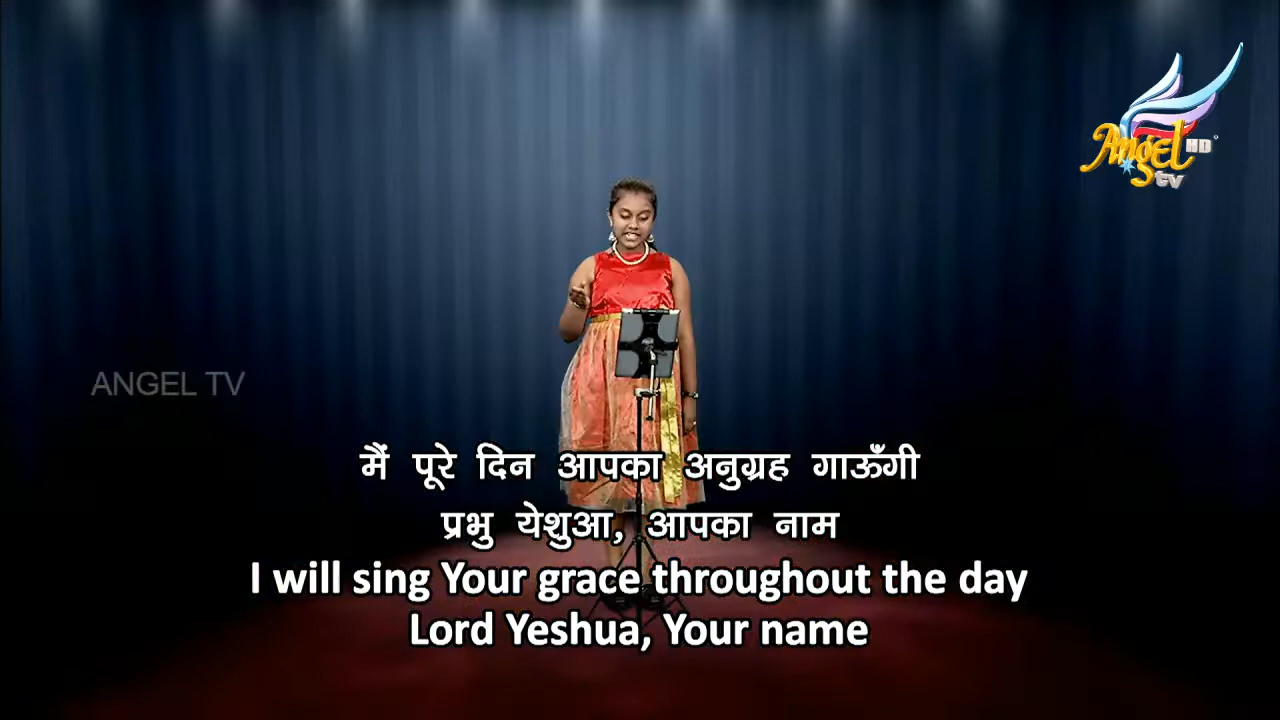 Angel HD
tv
ANGEL TV
मैं पूरे दिन आपका अनुग्रह गाऊँगी
प्रभु येशुआ, आपका नाम
I will sing Your grace throughout the day
Lord Yeshua, Your name